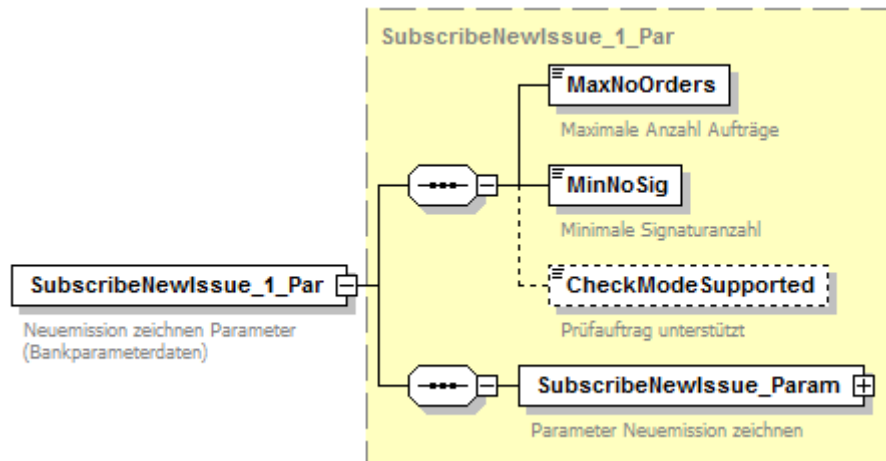 SubscribeNewIssue_1_Par
MaxNoOrders
Maximale Anzahl Aufträge
MinNoSig
Minimale Signaturanzahl
SubscribeNewIssue_1_Par
Neuemission zeichnen Parameter
(Bankparameterdaten)
CheckModeSupported
Prüfauftrag unterstützt
SubscribeNewIssue_Param
Parameter Neuemission zeichnen